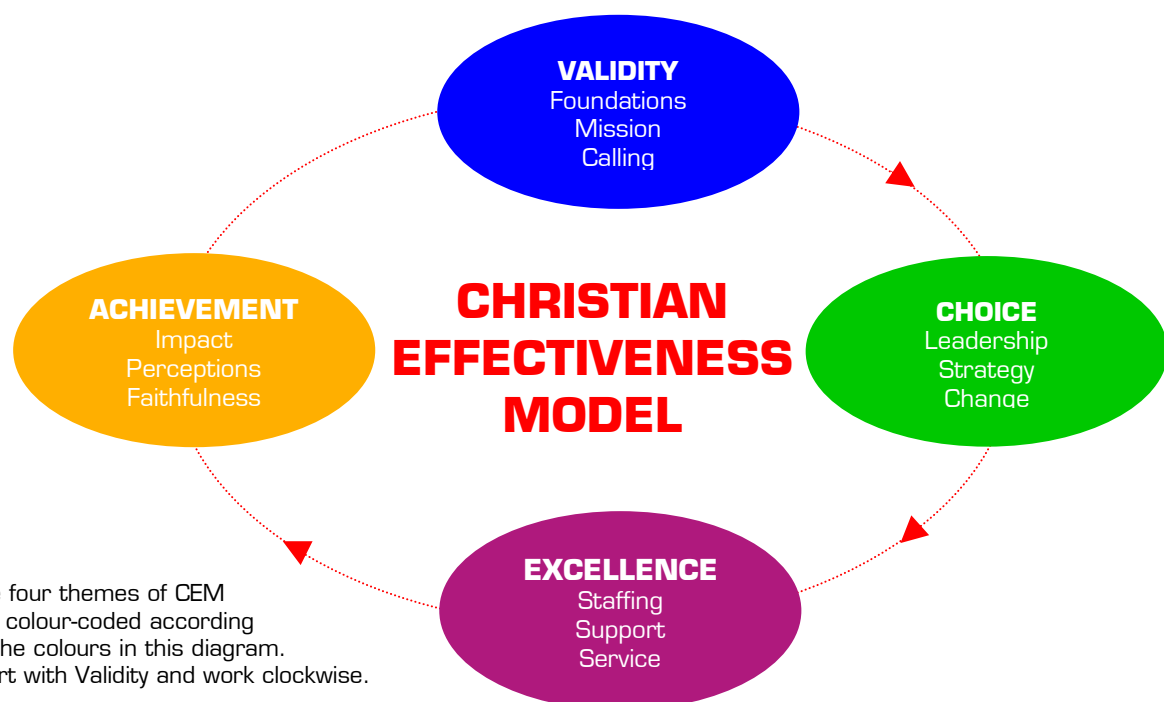 VALIDITY
Foundations
Mission
Calling
CHRISTIAN
EFFECTIVENESS
MODEL
CHOICE
Leadership
Strategy
Change
EXCELLENCE
Staffing
Support
Service
ACHIEVEMENT
Impact
Perceptions
Faithfulness
four themes of CEM
colour-coded according
he colours in this diagram.
rt with Validity and work clockwise.